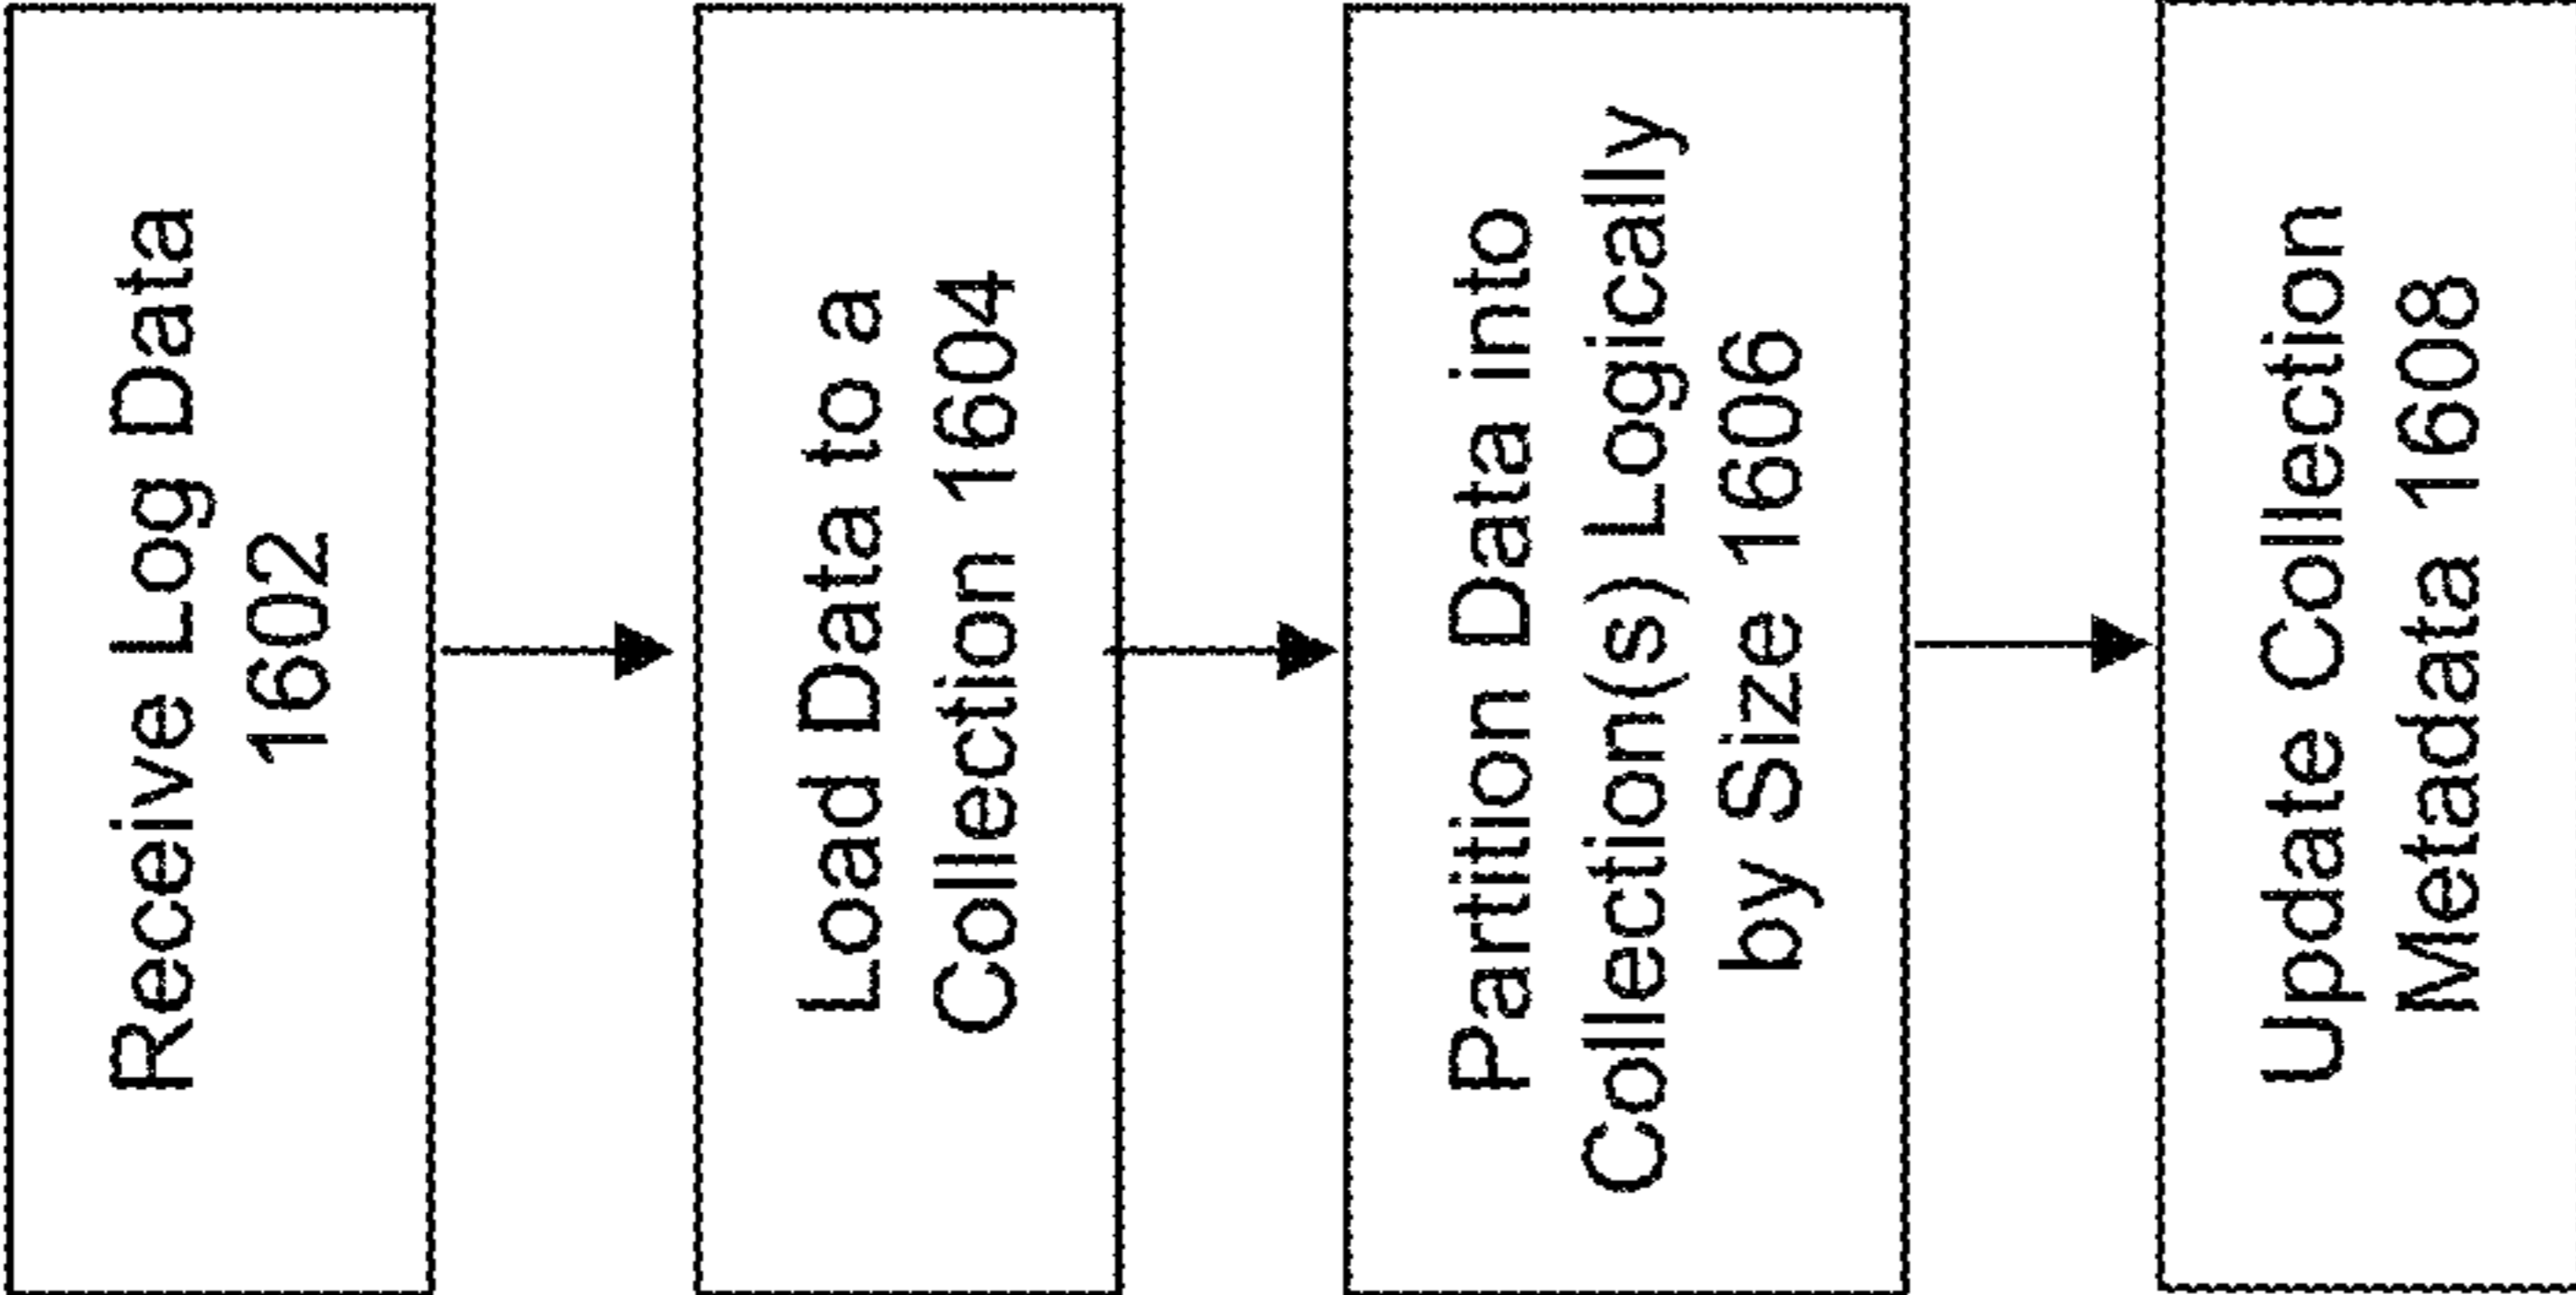 Receive Log Data
1602
Load Data to a
Collection 1604
Partition Data into
Collection(s) Logically
by Size 1606
Update Collection
Metadata 1608